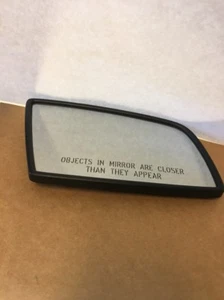 OBJECTS IN MIRROR ARE CLOSER
THAN THEY APPEAR